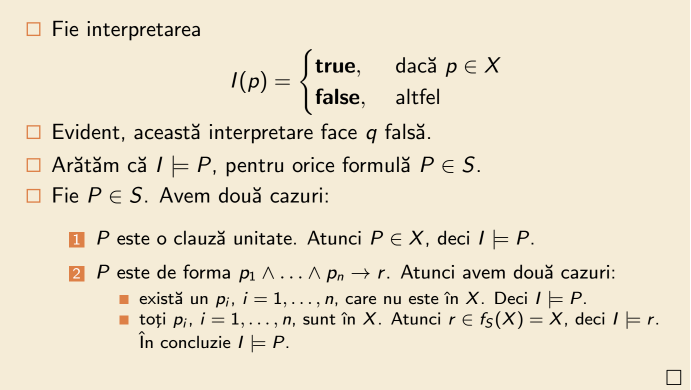 Fie interpretarea
I(p) = { true, dacă p ∈ X
false, altfel
Evident, această interpretare face q falsă.
Arătăm că I ⊨ P, pentru orice formulă P ∈ S.
Fie P ∈ S. Avem două cazuri:
1 P este o clauză unitate. Atunci P ∈ X, deci I ⊨ P.
2 P este de forma p₁ ∧ . . . ∧ pₙ → r. Atunci avem două cazuri:
există un pᵢ, i = 1, . . . , n, care nu este în X. Deci I ⊨ P.
toți pᵢ, i = 1, . . . , n, sunt în X. Atunci r ∈ f_S(X) = X, deci I ⊨ r.
În concluzie I ⊨ P.